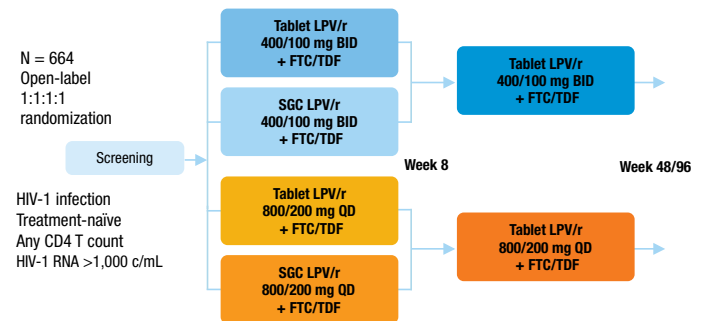 N = 664
Open-label
1:1:1:1
randomization
Screening
HIV-1 infection
Treatment-naïve
Any CD4 T count
HIV-1 RNA >1,000 c/mL
Tablet LPV/r
400/100 mg BID
+ FTC/TDF
SGC LPV/r
400/100 mg BID
+ FTC/TDF
Tablet LPV/r
800/200 mg QD
+ FTC/TDF
SGC LPV/r
800/200 mg QD
+ FTC/TDF
Week 8
Tablet LPV/r
400/100 mg BID
+ FTC/TDF
Tablet LPV/r
800/200 mg QD
+ FTC/TDF
Week 48/96